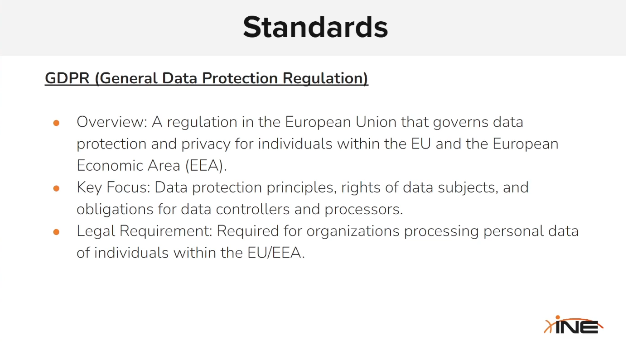 Standards
GDPR (General Data Protection Regulation)
● Overview: A regulation in the European Union that governs data
protection and privacy for individuals within the EU and the European
Economic Area (EEA).
● Key Focus: Data protection principles, rights of data subjects, and
obligations for data controllers and processors.
● Legal Requirement: Required for organizations processing personal data
of individuals within the EU/EEA.
INE